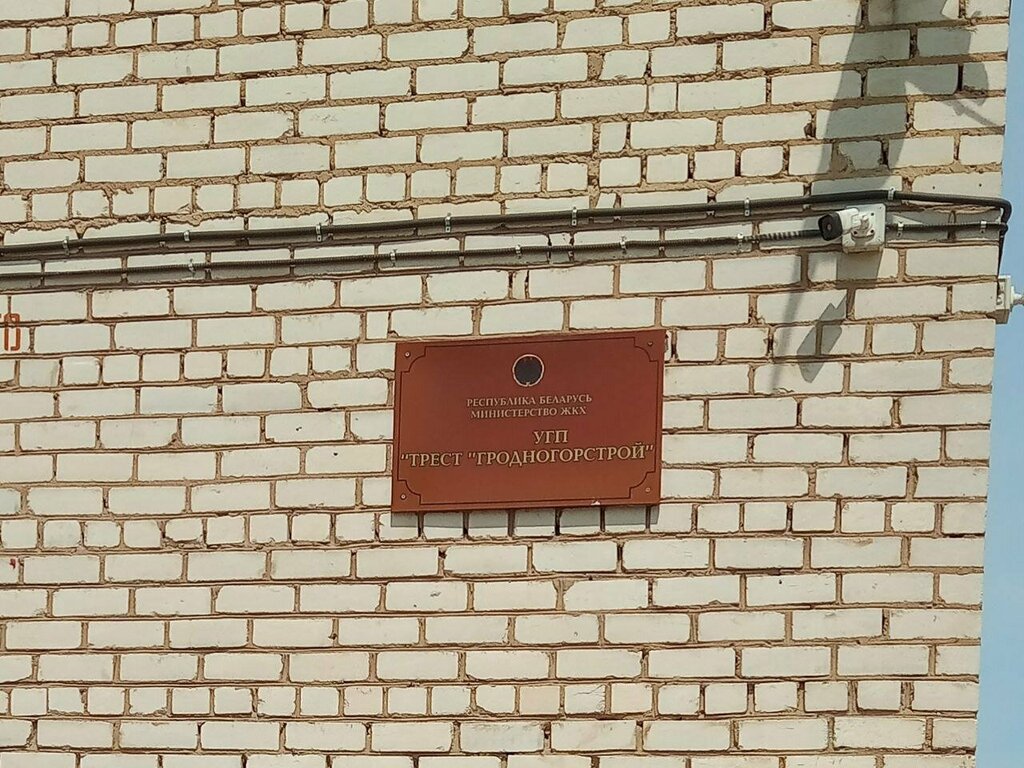 РЕСПУБЛИКА БЕЛАРУСЬ
МИНИСТЕРСТВО ЖКХ
УГП
"ТРЕСТ "ГРОДНОГОРСТРОЙ"